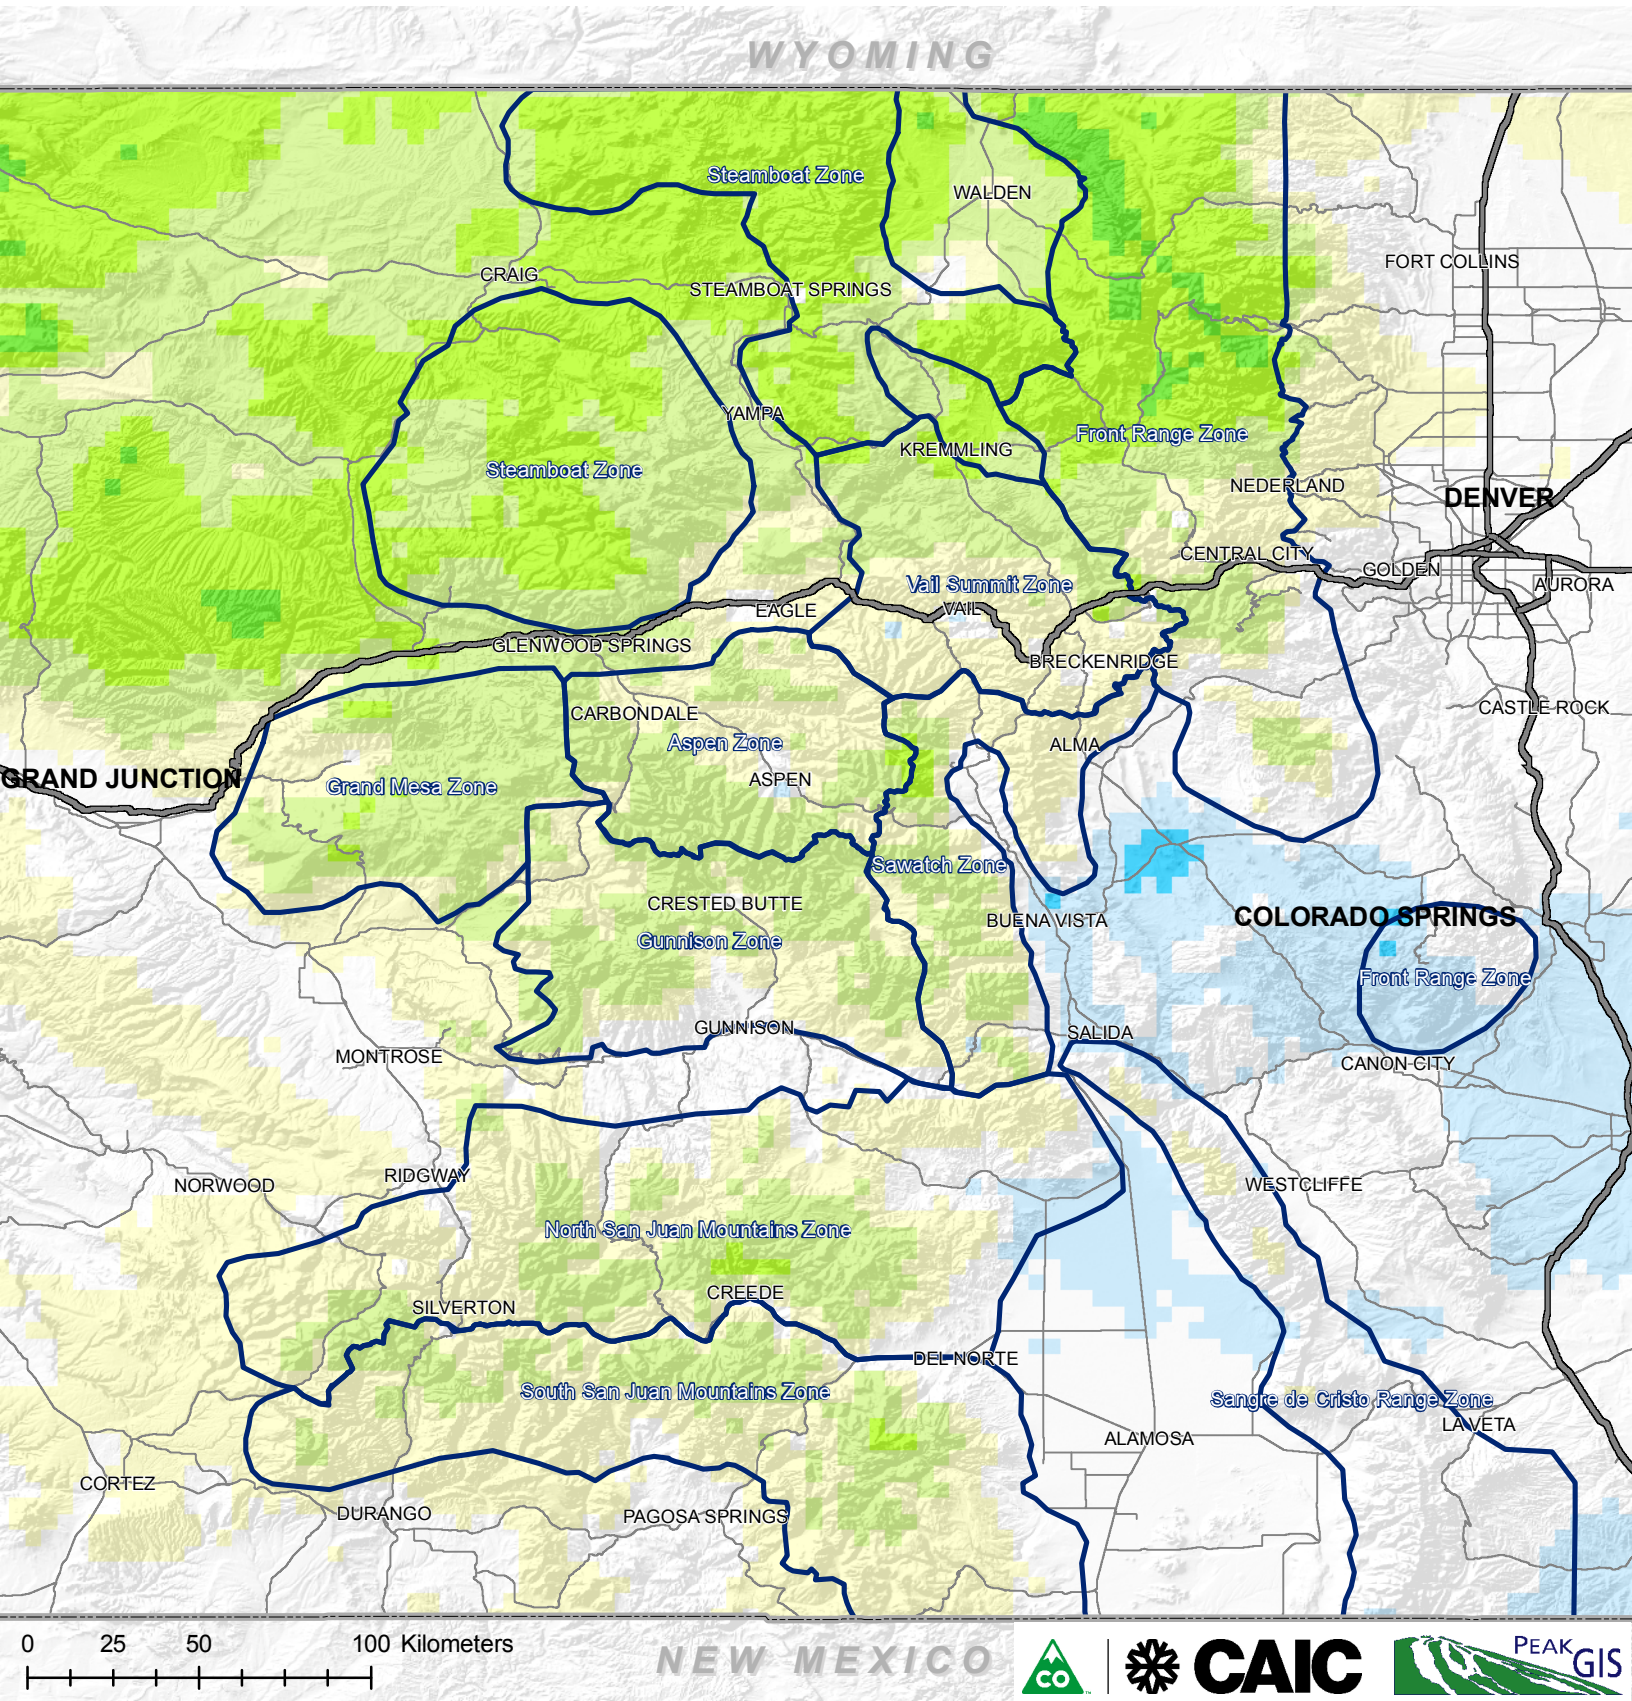 WYOMING
Steamboat Zone
WALDEN
FORT COLLINS
CRAIG
STEAMBOAT SPRINGS
YAMPA
KREMMLING
Front Range Zone
Steamboat Zone
NEDERLAND
DENVER
CENTRAL CITY
GOLDEN
AURORA
Vail Summit Zone
EAGLE
VAIL
GLENWOOD SPRINGS
BRECKENRIDGE
CARBONDALE
CASTLE ROCK
Aspen Zone
ALMA
GRAND JUNCTION
Grand Mesa Zone
ASPEN
Sawatch Zone
CRESTED BUTTE
BUENA VISTA
COLORADO SPRINGS
Gunnison Zone
Front Range Zone
GUNNISON
SALIDA
MONTROSE
CANON CITY
RIDGWAY
NORWOOD
WESTCLIFFE
North San Juan Mountains Zone
CREEDE
SILVERTON
DEL NORTE
South San Juan Mountains Zone
Sangre de Cristo Range Zone
LA VETA
ALAMOSA
CORTEZ
DURANGO
PAGOSA SPRINGS
0 25 50 100 Kilometers
NEW MEXICO
CO
CAIC
PEAK
GIS